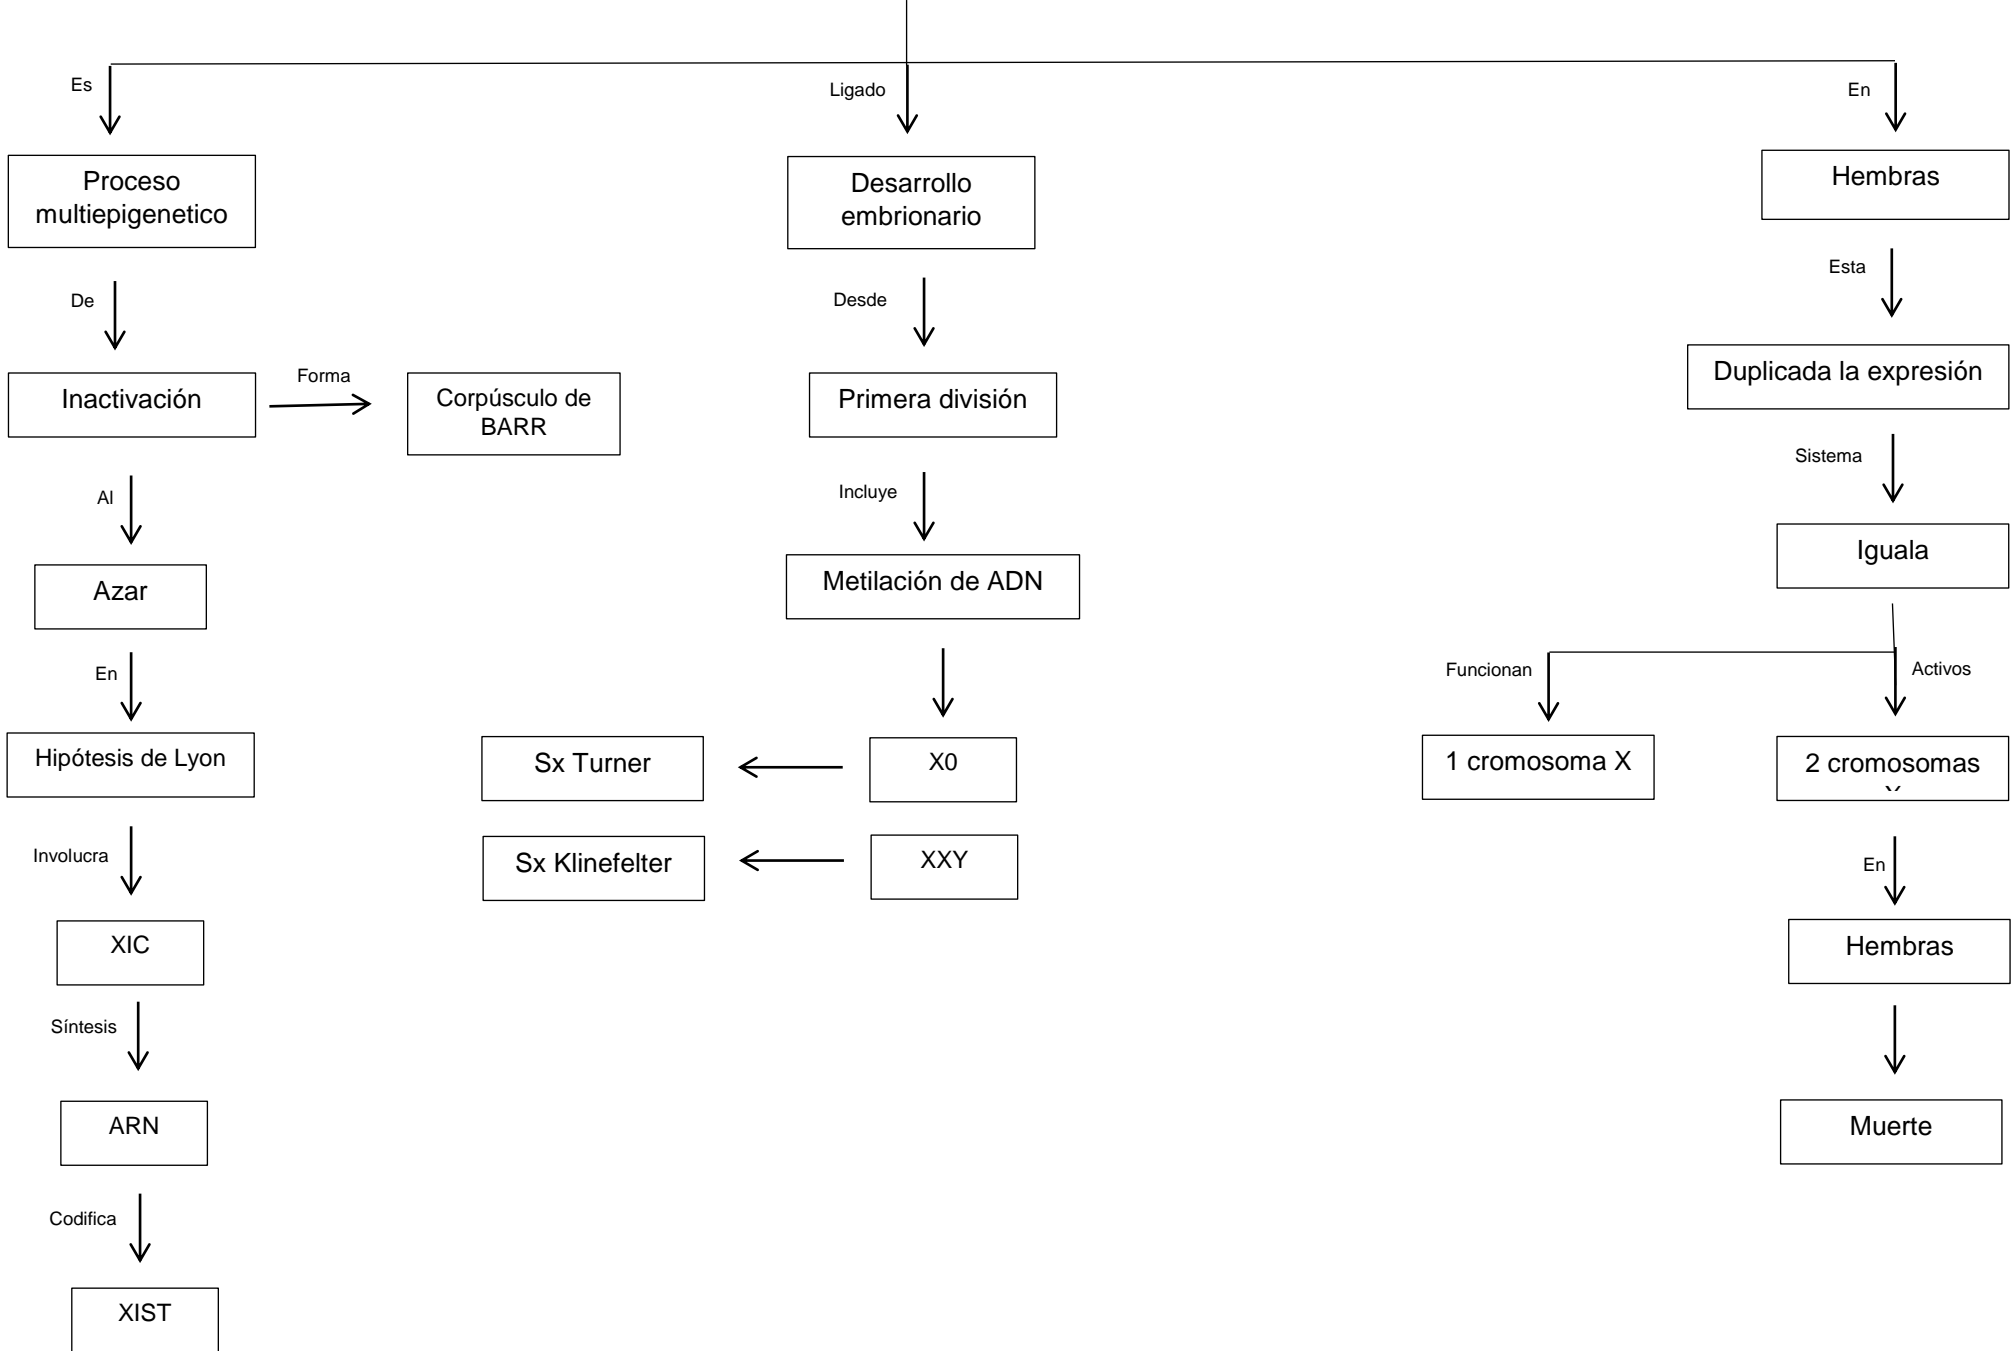 Es
Ligado
En
Proceso
multiepigenetico
Desarrollo
embrionario
Hembras
De
Desde
Esta
Inactivación
Forma
Corpúsculo de
BARR
Primera división
Duplicada la expresión
Al
Incluye
Sistema
Azar
Metilación de ADN
Iguala
En
Funcionan
Activos
Hipótesis de Lyon
Sx Turner
X0
1 cromosoma X
2 cromosomas
Involucra
Sx Klinefelter
XXY
En
XIC
Hembras
Síntesis
ARN
Muerte
Codifica
XIST